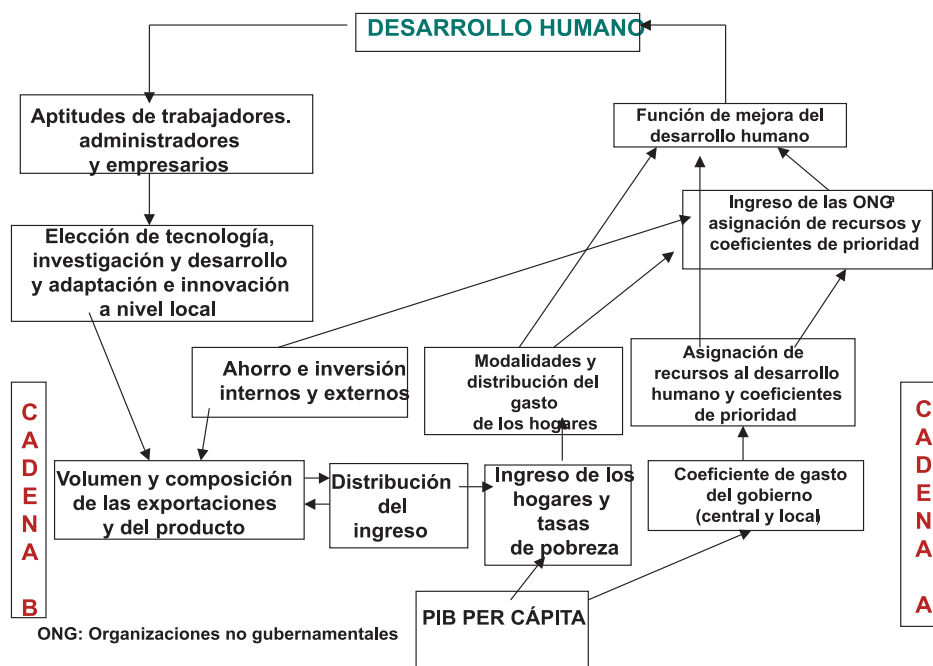 DESARROLLO HUMANO
Aptitudes de trabajadores.
administradores
y empresarios
Función de mejora del
desarrollo humano
Ingreso de las ONG
asignación de recursos y
coeficientes de prioridad
Elección de tecnología,
investigación y desarrollo
y adaptación e innovación
a nivel local
Ahorro e inversión
internos y externos
Modalidades y
distribución del
gasto
de los hogares
Asignación de
recursos al desarrollo
humano y coeficientes
de prioridad
CADENA B
Volumen y composición
de las exportaciones
y del producto
Distribución
del
ingreso
Ingreso de los
hogares y
tasas
de pobreza
Coeficiente de gasto
del gobierno
(central y local)
CADENA A
PIB PER CÁPITA
ONG: Organizaciones no gubernamentales